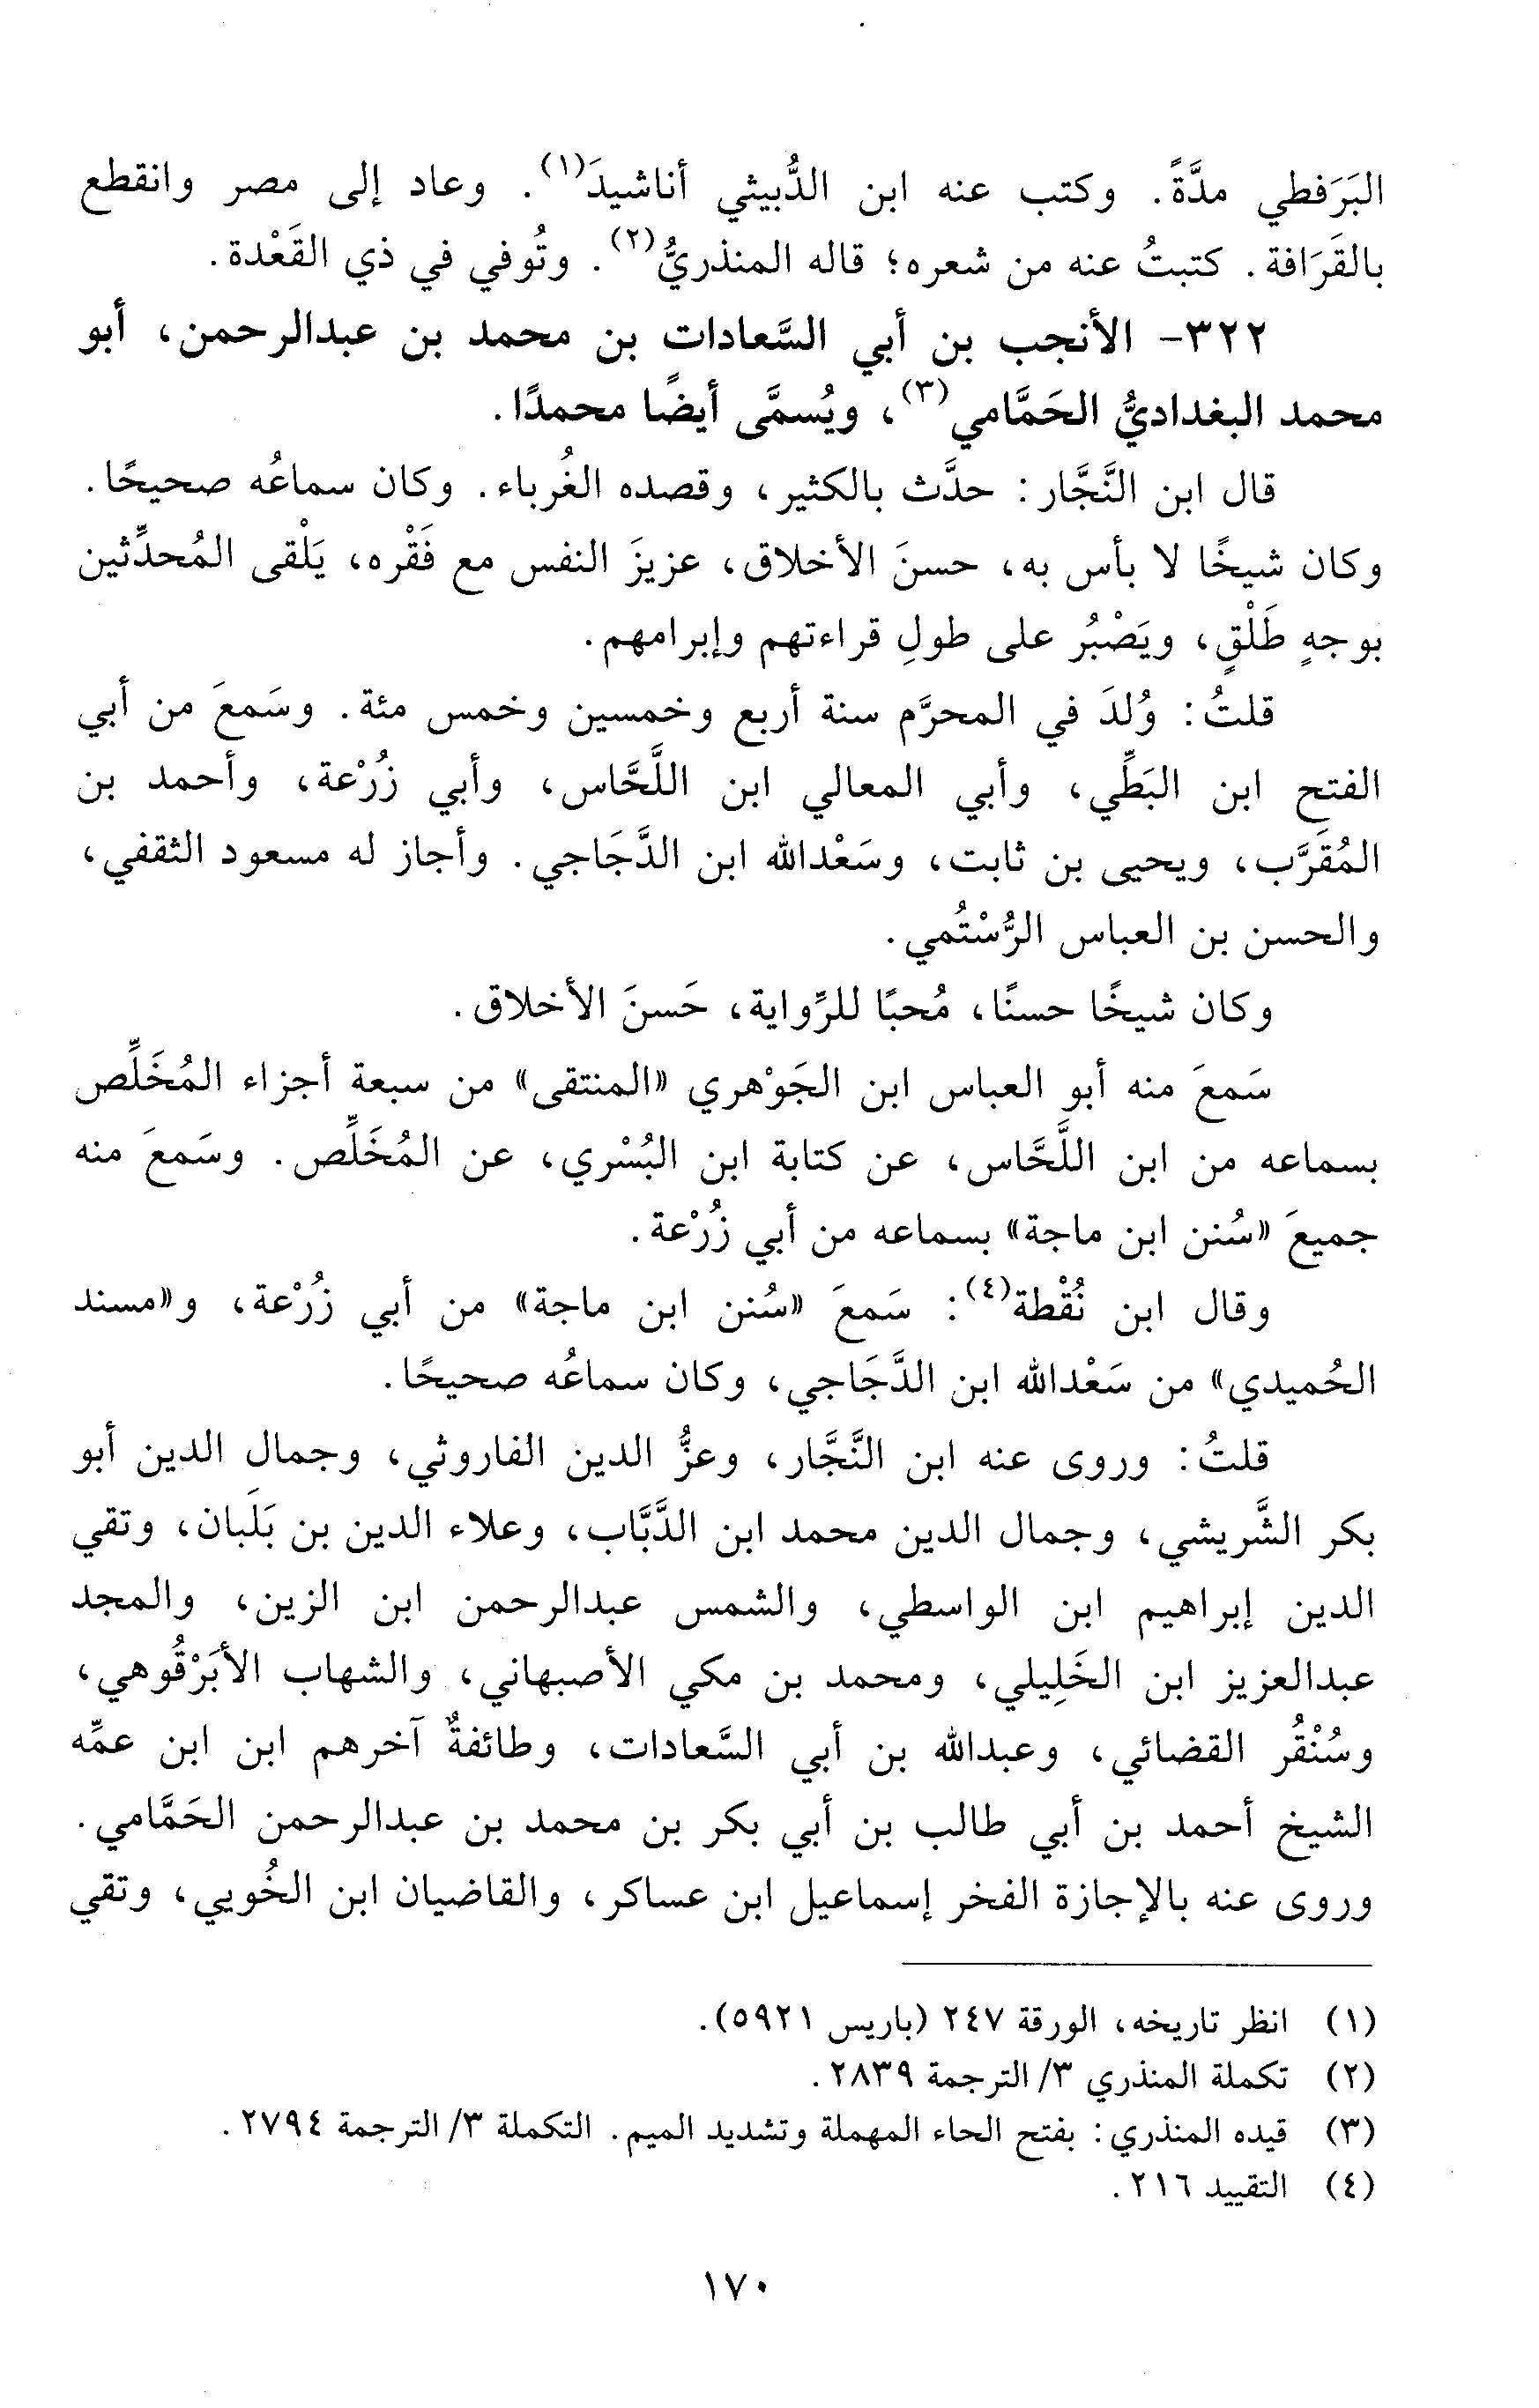 البَرَفطي مدَّةً. وكتب عنه ابن الدُّبيثي أناشيدَ(١). وعاد إلى مصر وانقطع
بالقَرَافة. كتبتُ عنه من شعره؛ قاله المنذريُّ(٢). وتُوفي في ذي القَعْدة.
٣٢٢- الأنجب بن أبي السَّعادات بن محمد بن عبدالرحمن، أبو
محمد البغداديُّ الحَمَّامي(٣)، ويُسمَّى أيضًا محمدًا.
قال ابن النَّجَّار: حدَّث بالكثير، وقصده الغُرباء. وكان سماعُه صحيحًا.
وكان شيخًا لا بأس به، حسنَ الأخلاق، عزيزَ النفس مع فَقْره، يَلْقى المُحدِّثين
بوجهٍ طَلْقٍ، ويَصْبُر على طولِ قراءتهم وإبرامهم.
قلتُ: وُلدَ في المحرَّم سنة أربع وخمسين وخمس مئة. وسَمعَ من أبي
الفتح ابن البَطِّي، وأبي المعالي ابن اللَّحَّاس، وأبي زُرْعة، وأحمد بن
المُقَرَّب، ويحيى بن ثابت، وسَعْدالله ابن الدَّجَاجي. وأجاز له مسعود الثقفي،
والحسن بن العباس الرُّسْتُمي.
وكان شيخًا حسنًا، مُحبًا للرِّواية، حَسنَ الأخلاق.
سَمعَ منه أبو العباس ابن الجَوْهري «المنتقى» من سبعة أجزاء المُخَلِّص
بسماعه من ابن اللَّحَّاس، عن كتابة ابن البُسْري، عن المُخَلِّص. وسَمعَ منه
جميعَ «سُنن ابن ماجة» بسماعه من أبي زُرْعة.
وقال ابن نُقْطة(٤): سَمعَ «سُنن ابن ماجة» من أبي زُرْعة، و«مسند
الحُميدي» من سَعْدالله ابن الدَّجَاجي، وكان سماعُه صحيحًا.
قلتُ: وروى عنه ابن النَّجَّار، وعزُّ الدين الفاروثي، وجمال الدين أبو
بكر الشَّريشي، وجمال الدين محمد ابن الدَّبَّاب، وعلاء الدين بن بَلَبان، وتقي
الدين إبراهيم ابن الواسطي، والشمس عبدالرحمن ابن الزين، والمجد
عبدالعزيز ابن الخَلِيلي، ومحمد بن مكي الأصبهاني، والشهاب الأبَرْقُوهي،
وسُنْقُر القضائي، وعبدالله بن أبي السَّعادات، وطائفةٌ آخرهم ابن ابن عمِّه
الشيخ أحمد بن أبي طالب بن أبي بكر بن محمد بن عبدالرحمن الحَمَّامي.
وروى عنه بالإجازة الفخر إسماعيل ابن عساكر، والقاضيان ابن الخُويي، وتقي
(١) انظر تاريخه، الورقة ٢٤٧ (باريس ٥٩٢١).
(٢) تكملة المنذري ٣/ الترجمة ٢٨٣٩.
(٣) قيده المنذري: بفتح الحاء المهملة وتشديد الميم. التكملة ٣/ الترجمة ٢٧٩٤.
(٤) التقييد ٢١٦.
١٧٠